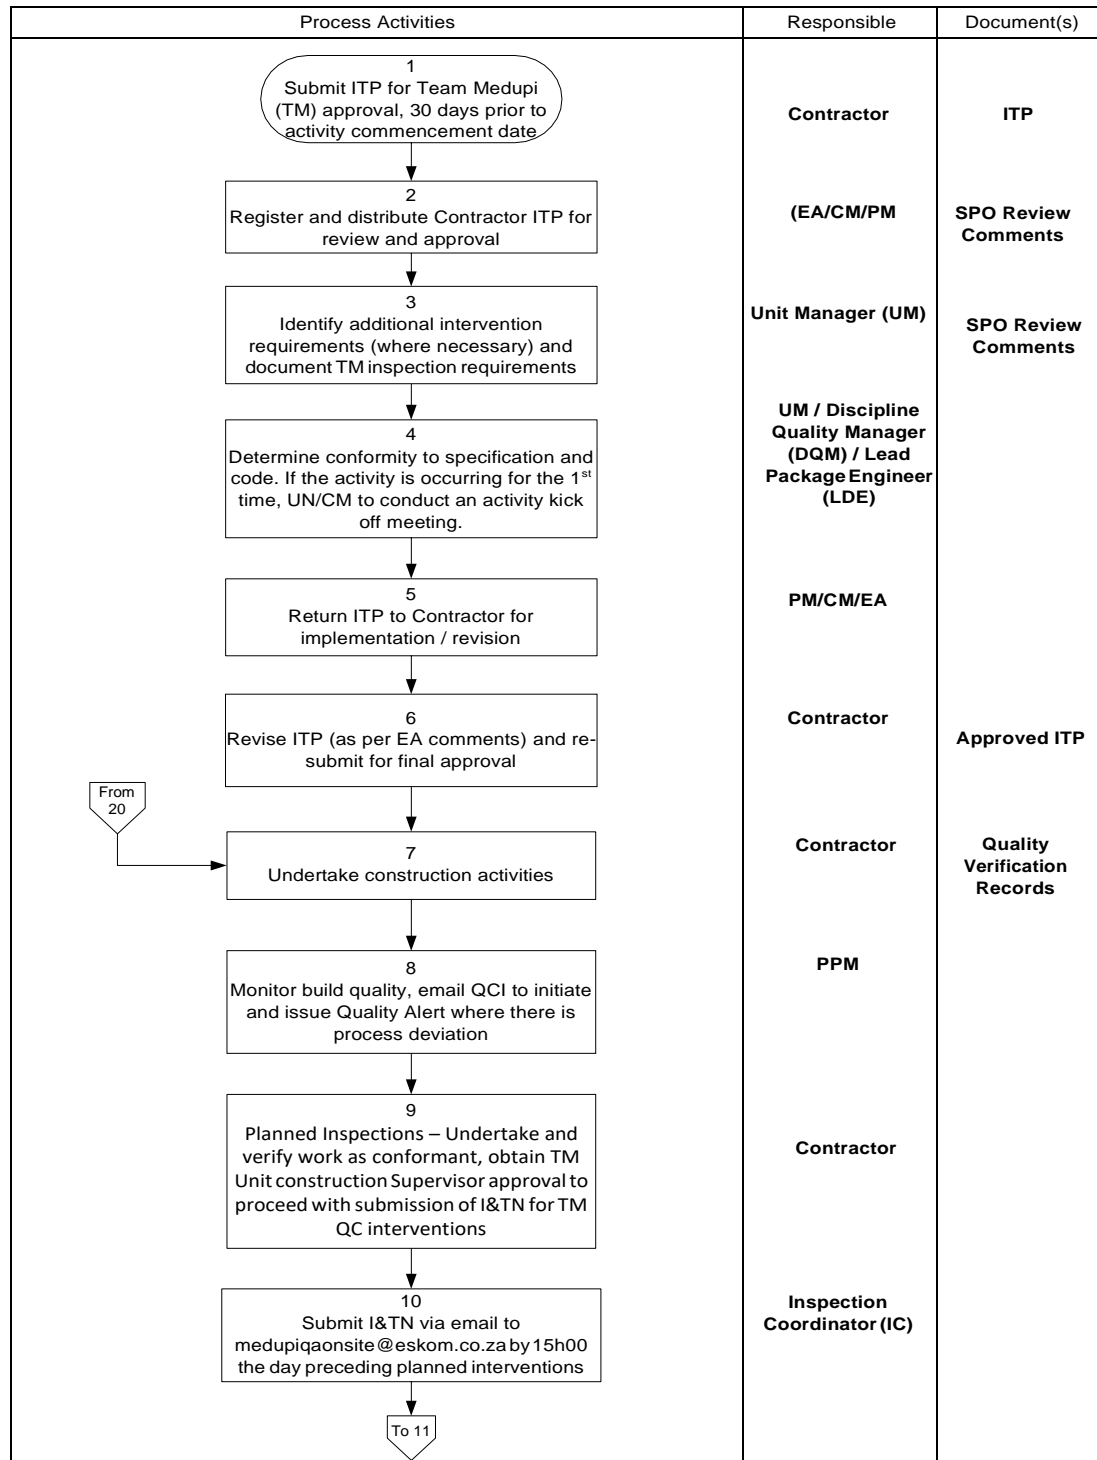 Process Activities
Responsible
Document(s)
1
Submit ITP for Team Medupi
(TM) approval, 30 days prior to
activity commencement date
Contractor
ITP
2
Register and distribute Contractor ITP for
review and approval
(EA/CM/PM
SPO Review
Comments
3
Identify additional intervention
requirements (where necessary) and
document TM inspection requirements
Unit Manager (UM)
SPO Review
Comments
4
Determine conformity to specification and
code. If the activity is occurring for the 1st
time, UN/CM to conduct an activity kick
off meeting.
UM / Discipline
Quality Manager
(DQM) / Lead
Package Engineer
(LDE)
5
Return ITP to Contractor for
implementation / revision
PM/CM/EA
6
Revise ITP (as per EA comments) and re-
submit for final approval
Contractor
Approved ITP
From
20
7
Undertake construction activities
Contractor
Quality
Verification
Records
8
Monitor build quality, email QCI to initiate
and issue Quality Alert where there is
process deviation
PPM
9
Planned Inspections – Undertake and
verify work as conformant, obtain TM
Unit construction Supervisor approval to
proceed with submission of I&TN for TM
QC interventions
Contractor
10
Submit I&TN via email to
medupiqaonsite@eskom.co.za by 15h00
the day preceding planned interventions
Inspection
Coordinator (IC)
To 11